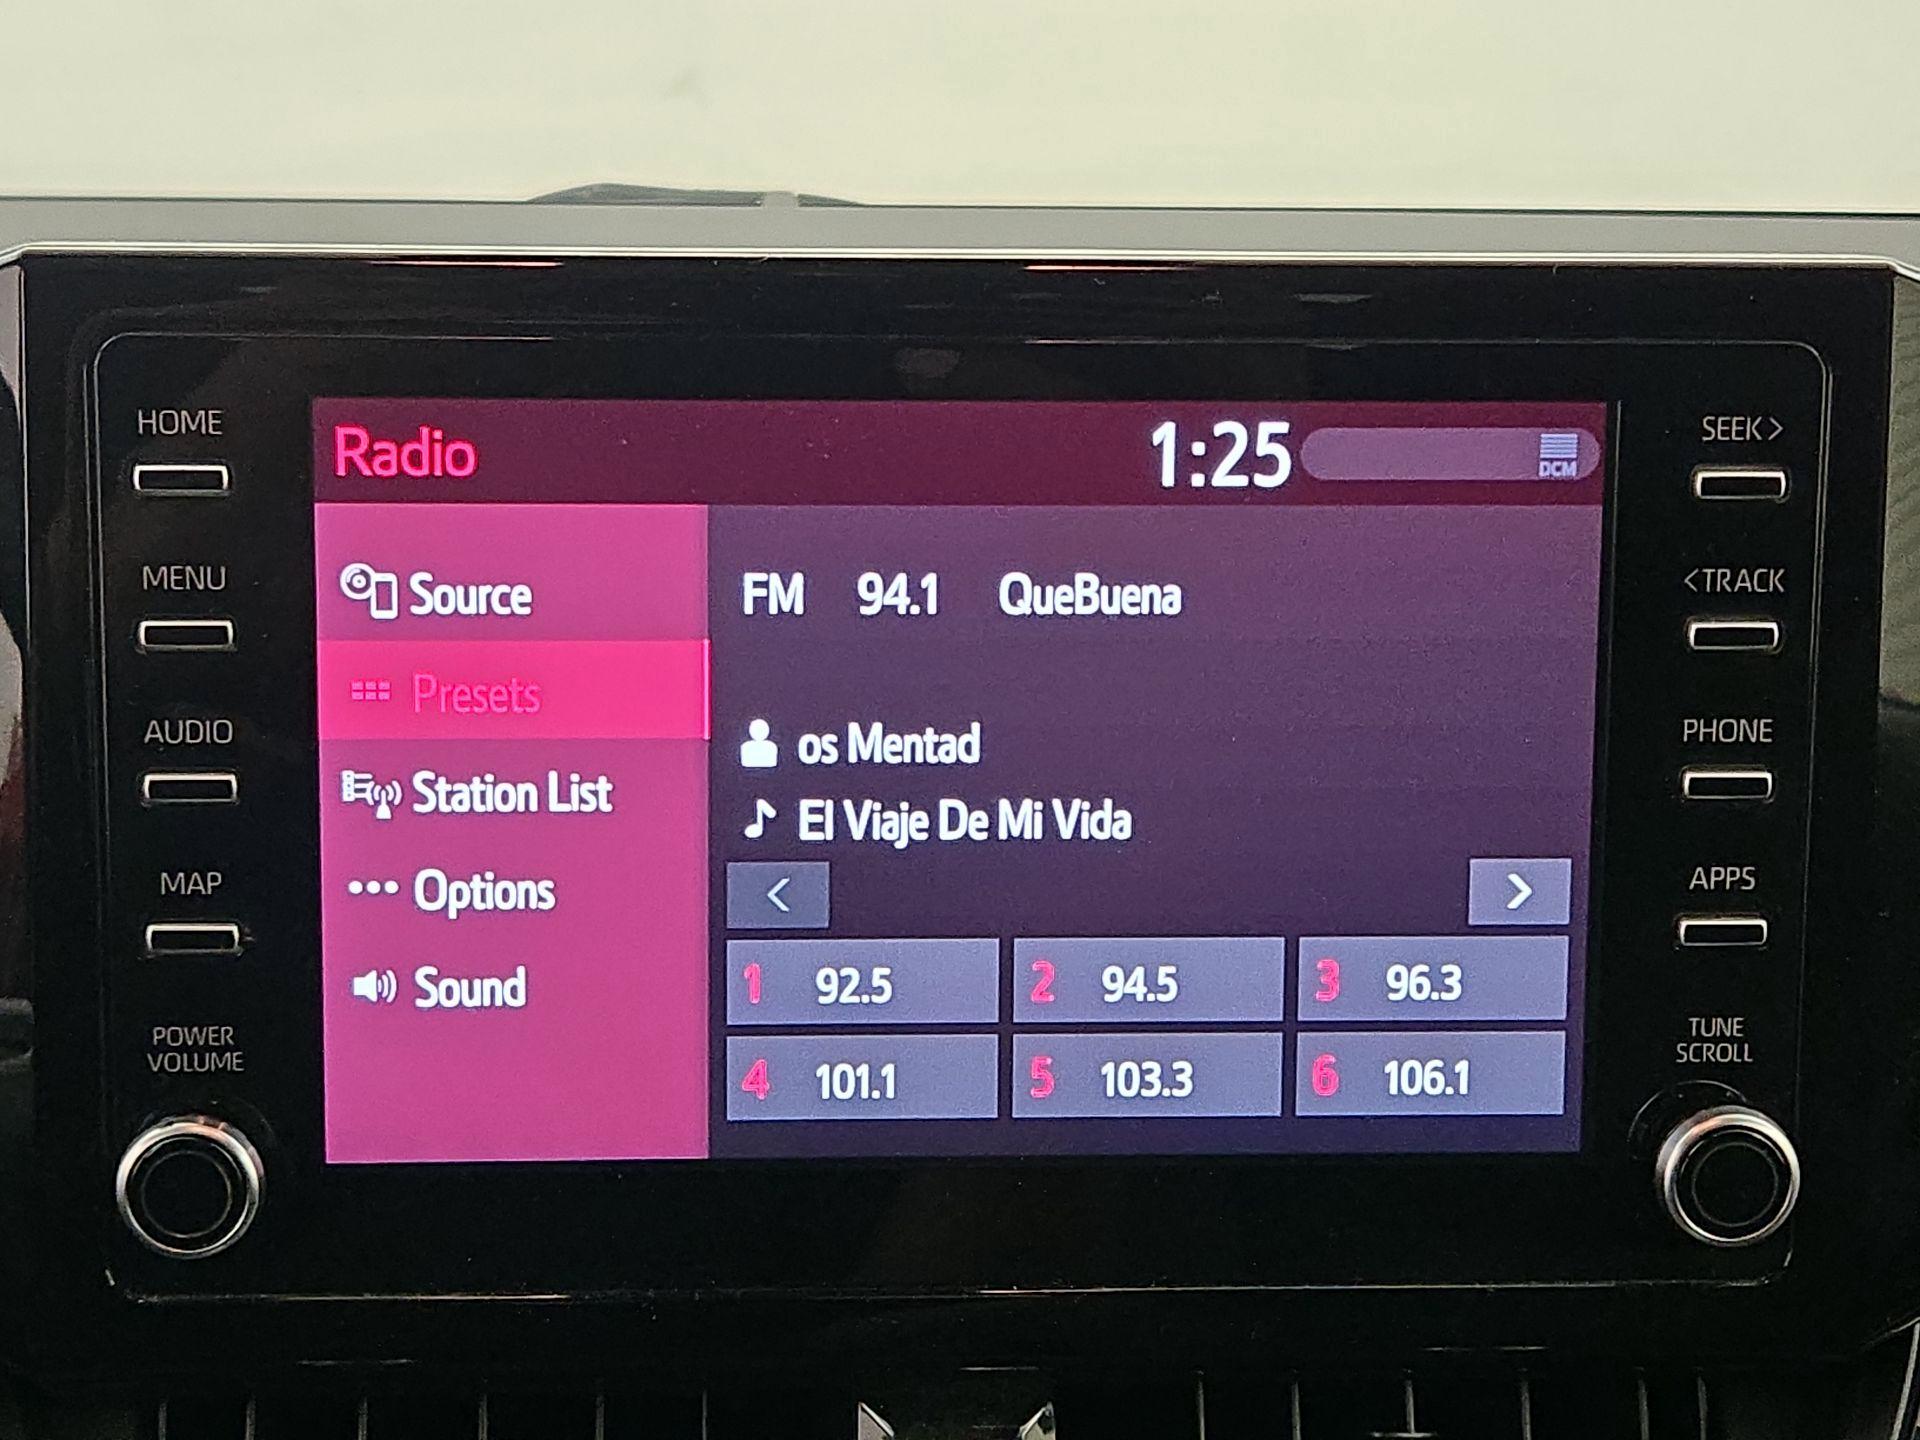 HOME
MENU
AUDIO
MAP
POWER
VOLUME
Radio
1:25
DCM
Source
Presets
Station List
Options
Sound
FM 94.1 QueBuena
os Mentad
El Viaje De Mi Vida
< >
1 92.5
2 94.5
3 96.3
4 101.1
5 103.3
6 106.1
SEEK >
< TRACK
PHONE
APPS
TUNE
SCROLL